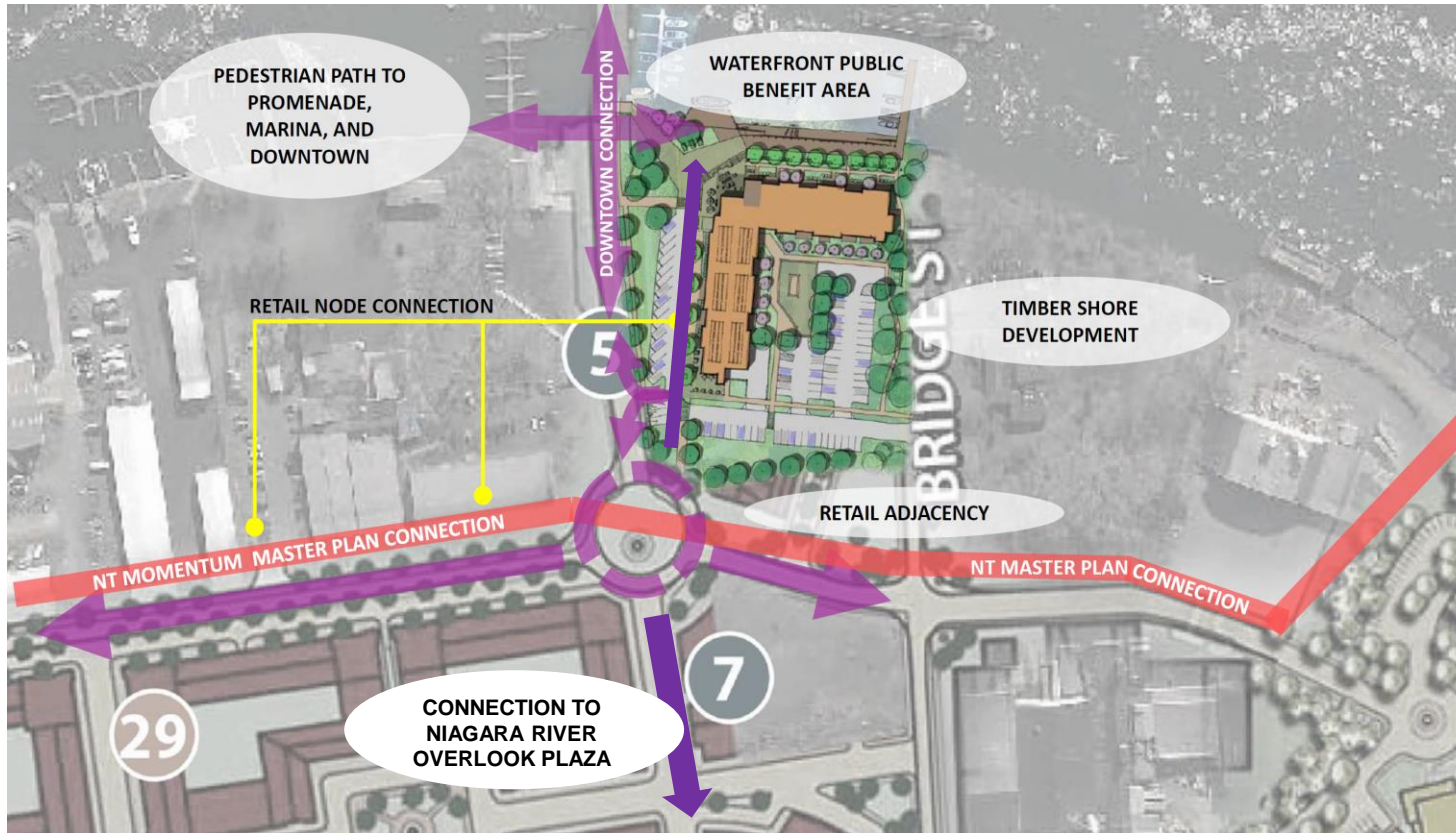 PEDESTRIAN PATH TO
PROMENADE,
MARINA, AND
DOWNTOWN
DOWNTOWN CONNECTION
WATERFRONT PUBLIC
BENEFIT AREA
RETAIL NODE CONNECTION
5
TIMBER SHORE
DEVELOPMENT
BRIDGE ST
RETAIL ADJACENCY
NT MOMENTUM MASTER PLAN CONNECTION
NT MASTER PLAN CONNECTION
29
CONNECTION TO
NIAGARA RIVER
OVERLOOK PLAZA
7